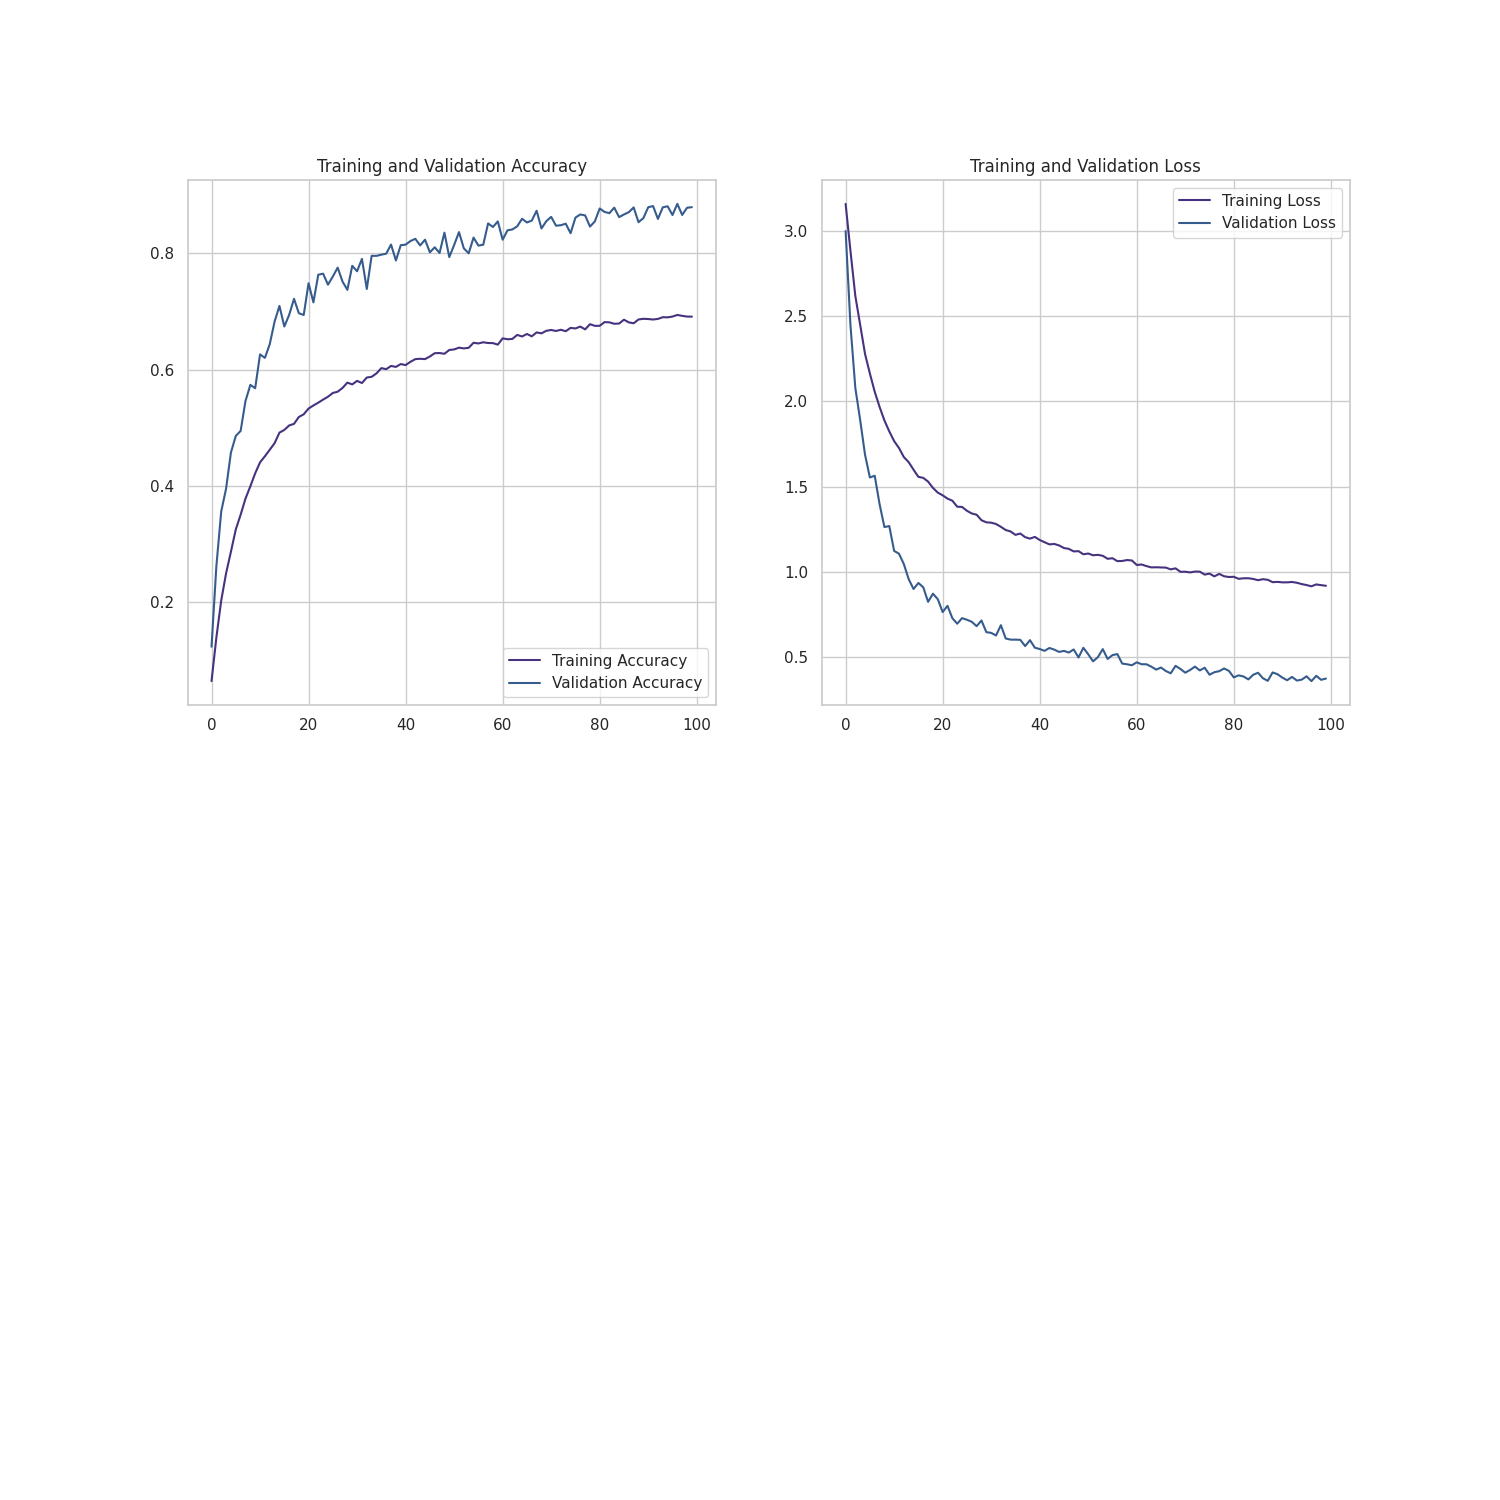 Training and Validation Accuracy
0.8
0.6
0.4
0.2
0 20 40 60 80 100
Training Accuracy
Validation Accuracy
Training and Validation Loss
3.0
2.5
2.0
1.5
1.0
0.5
0 20 40 60 80 100
Training Loss
Validation Loss